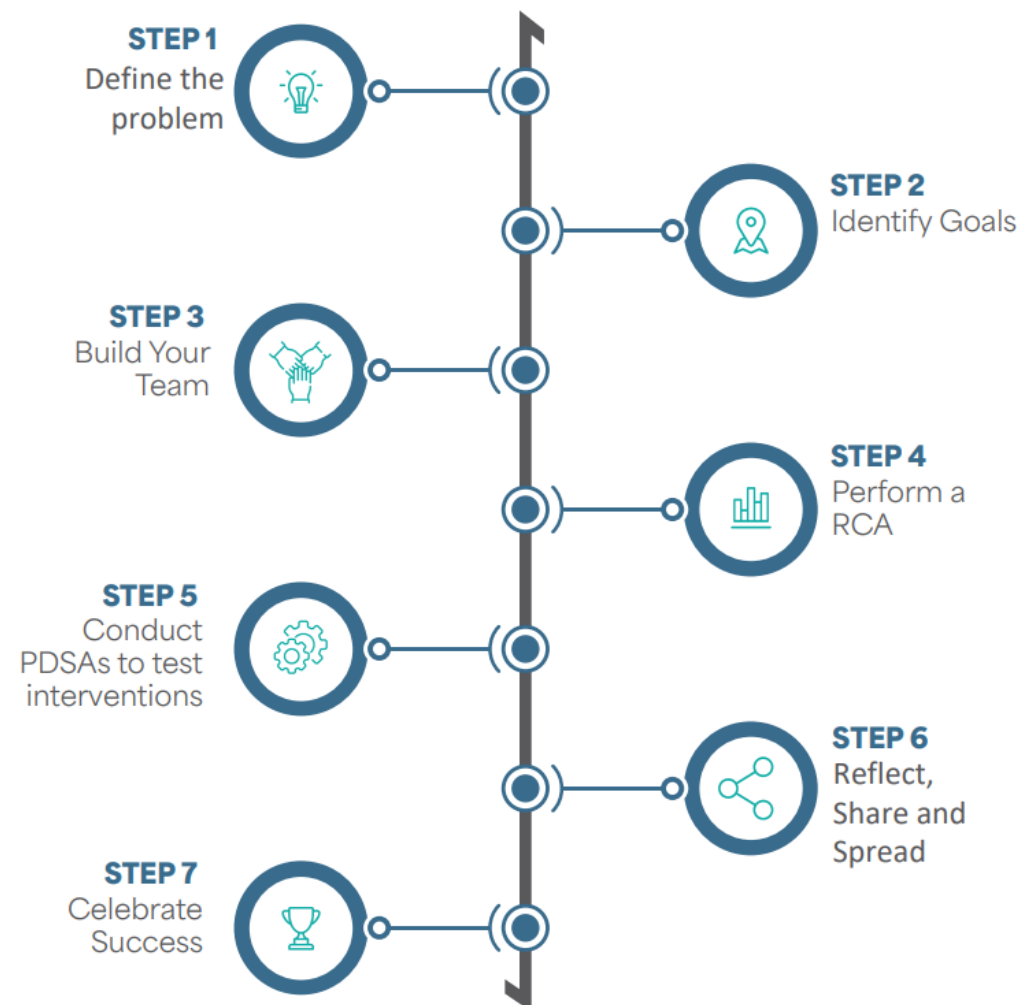 STEP 1
Define the
problem
STEP 2
Identify Goals
STEP 3
Build Your
Team
STEP 4
Perform a
RCA
STEP 5
Conduct
PDSAs to test
interventions
STEP 6
Reflect,
Share and
Spread
STEP 7
Celebrate
Success